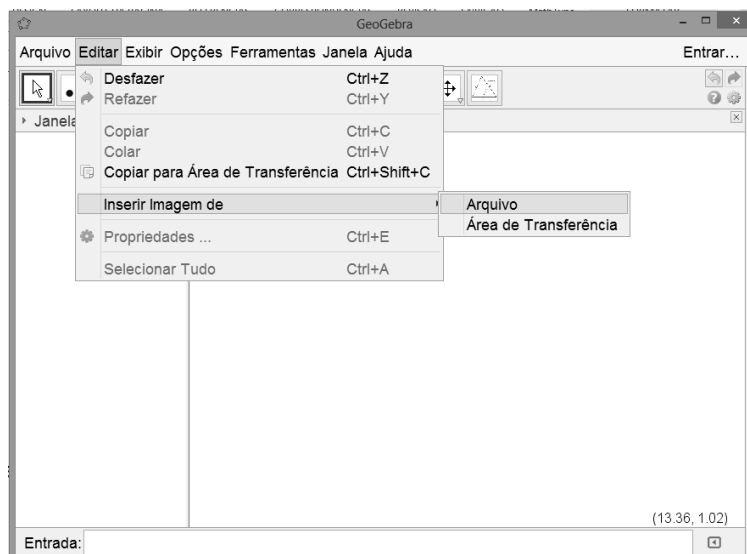 GeoGebra
Arquivo Editar Exibir Opções Ferramentas Janela Ajuda Entrar...
Desfazer Ctrl+Z
Refazer Ctrl+Y
Janela
Copiar Ctrl+C
Colar Ctrl+V
Copiar para Área de Transferência Ctrl+Shift+C
Inserir Imagem de Arquivo
Área de Transferência
Propriedades ... Ctrl+E
Selecionar Tudo Ctrl+A
(13.36, 1.02)
Entrada: